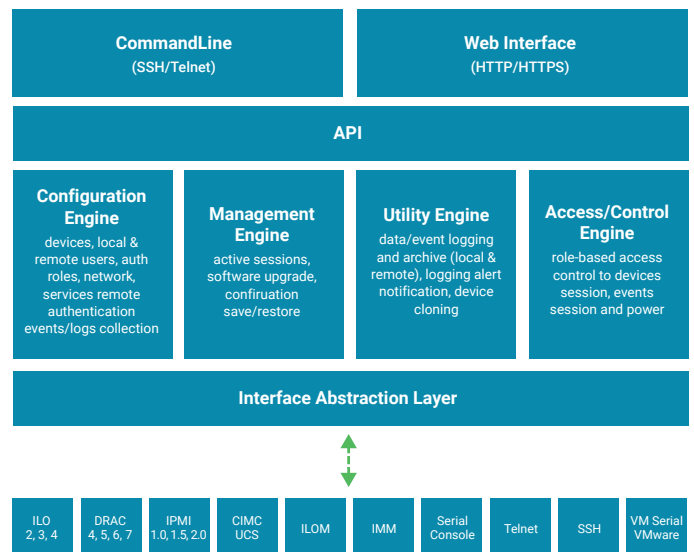 CommandLine
(SSH/Telnet)
Web Interface
(HTTP/HTTPS)
API
Configuration
Engine
devices, local &
remote users, auth
roles, network,
services remote
authentication
events/logs collection
Management
Engine
active sessions,
software upgrade,
confiruation
save/restore
Utility Engine
data/event logging
and archive (local &
remote), logging alert
notification, device
cloning
Access/Control
Engine
role-based access
control to devices
session, events
session and power
Interface Abstraction Layer
ILO
2, 3, 4
DRAC
4, 5, 6, 7
IPMI
1.0, 1.5, 2.0
CIMC
UCS
ILOM
IMM
Serial
Console
Telnet
SSH
VM Serial
VMware